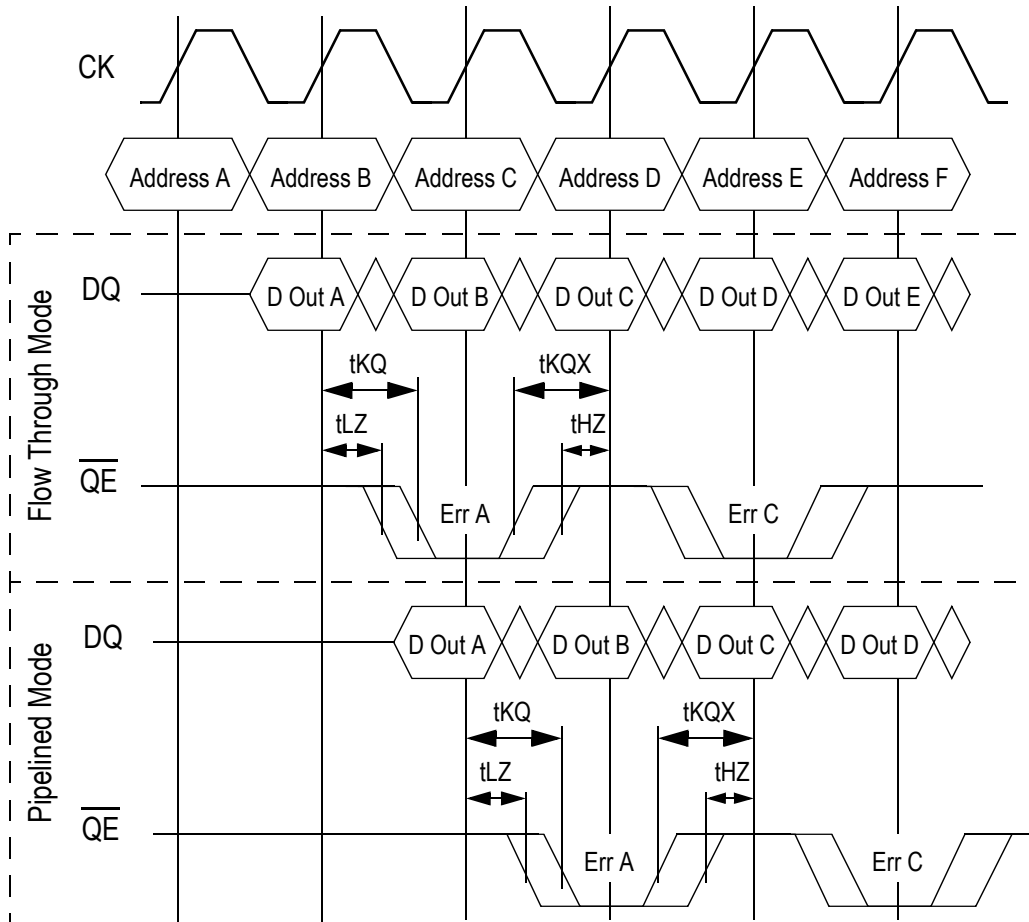 CK
Address A Address B Address C Address D Address E Address F
Flow Through Mode
DQ
D Out A D Out B D Out C D Out D D Out E
tKQ tKQX
tLZ tHZ
QE
Err A Err C
Pipelined Mode
DQ
D Out A D Out B D Out C D Out D
tKQ tKQX
tLZ tHZ
QE
Err A Err C